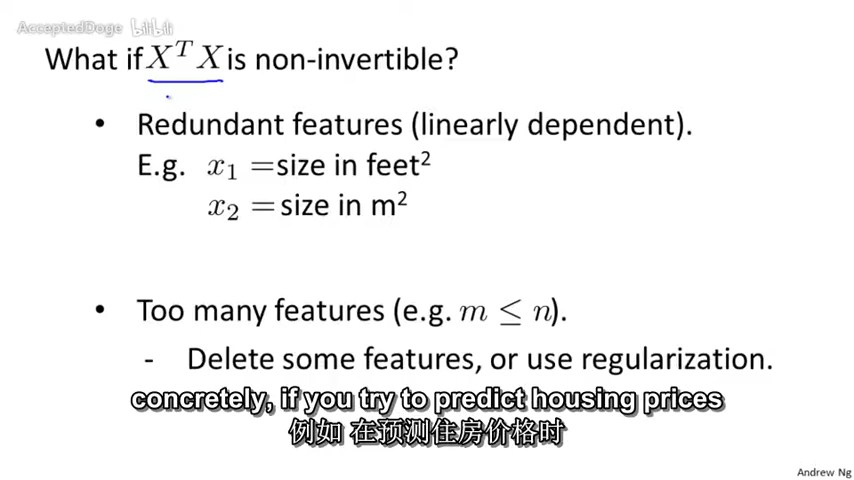 AcceptedDoge bilibili
What if XᵀX is non-invertible?
• Redundant features (linearly dependent).
E.g. x₁ = size in feet²
x₂ = size in m²
• Too many features (e.g. m ≤ n).
- Delete some features, or use regularization.
concretely, if you try to predict housing prices
例如 在预测住房价格时
Andrew Ng